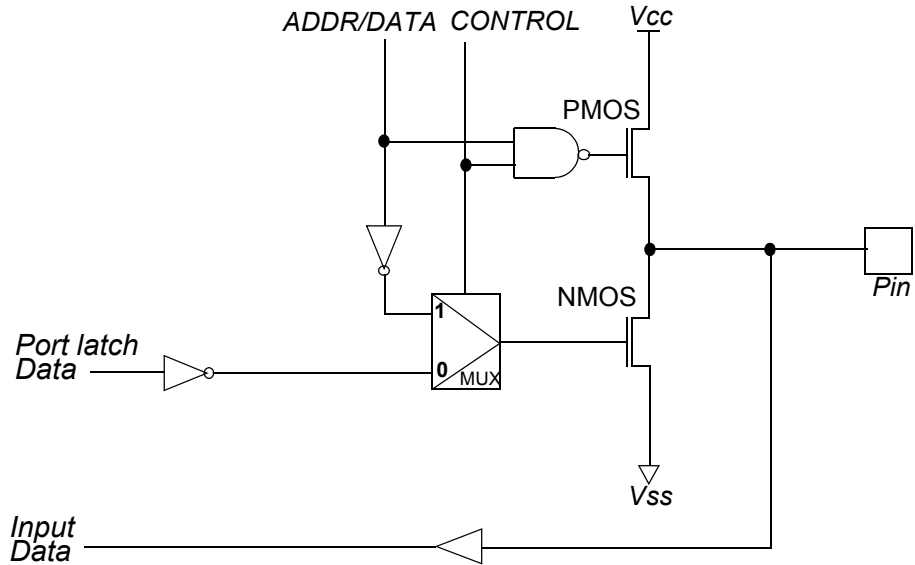 ADDR/DATA CONTROL
Vcc
PMOS
Pin
NMOS
1
Port latch
Data
0
MUX
Vss
Input
Data